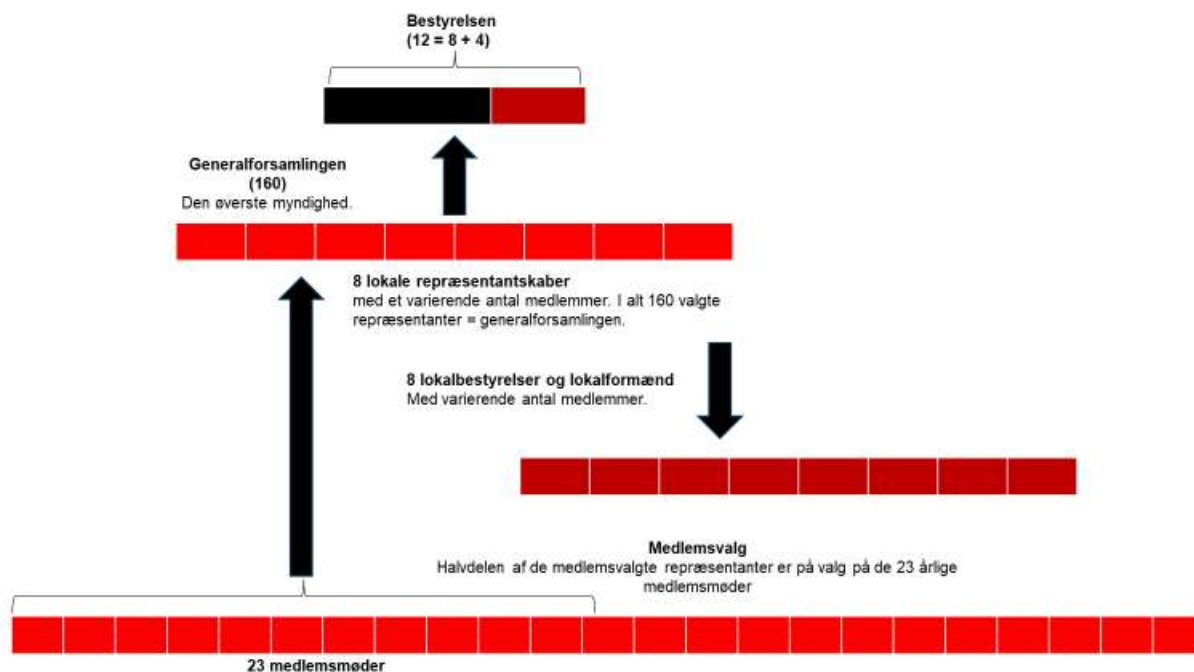 Bestyrelsen
(12 = 8 + 4)
Generalforsamlingen
(160)
Den øverste myndighed.
8 lokale repræsentantskaber
med et varierende antal medlemmer. I alt 160 valgte
repræsentanter = generalforsamlingen.
8 lokalbestyrelser og lokalformænd
Med varierende antal medlemmer.
Medlemsvalg
Halvdelen af de medlemsvalgte repræsentanter er på valg på de 23 årlige
medlemsmøder
23 medlemsmøder